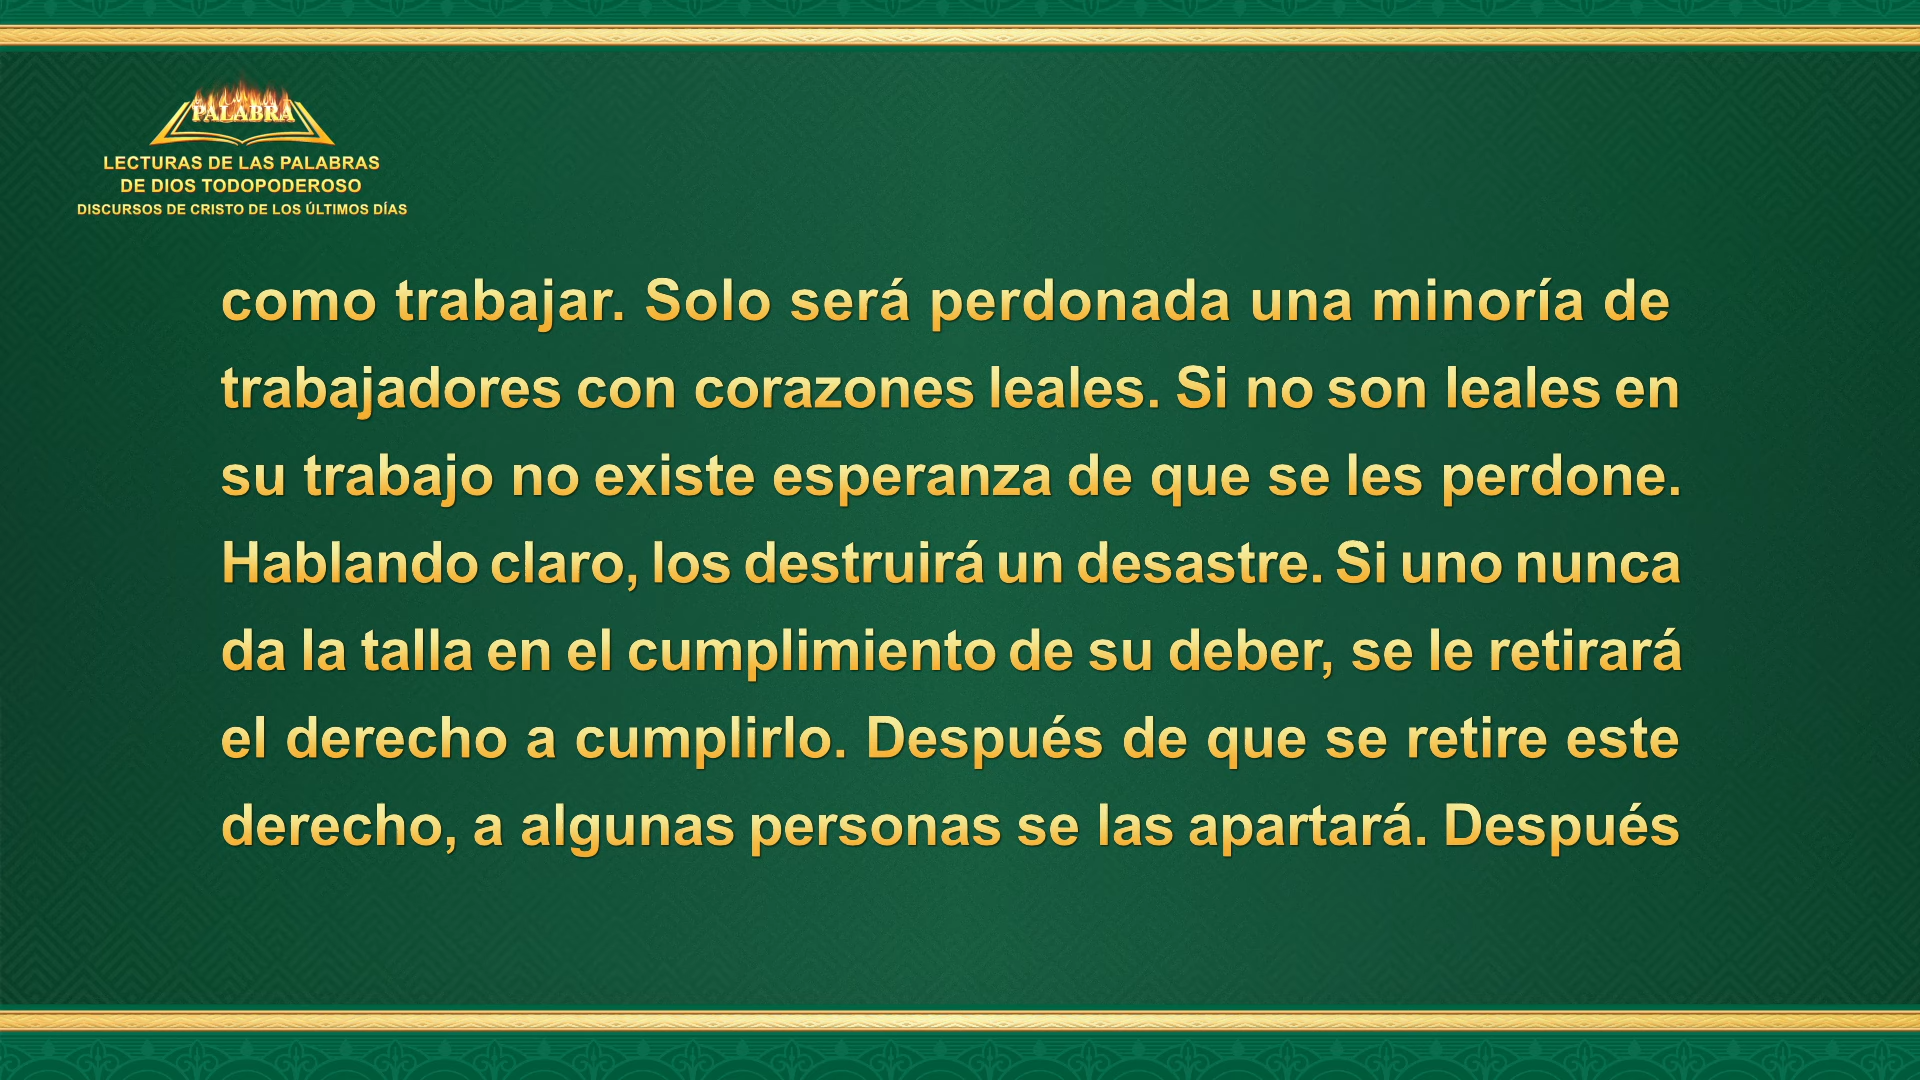 PALABRA
LECTURAS DE LAS PALABRAS
DE DIOS TODOPODEROSO
DISCURSOS DE CRISTO DE LOS ÚLTIMOS DÍAS
como trabajar. Solo será perdonada una minoría de
trabajadores con corazones leales. Si no son leales en
su trabajo no existe esperanza de que se les perdone.
Hablando claro, los destruirá un desastre. Si uno nunca
da la talla en el cumplimiento de su deber, se le retirará
el derecho a cumplirlo. Después de que se retire este
derecho, a algunas personas se las apartará. Después